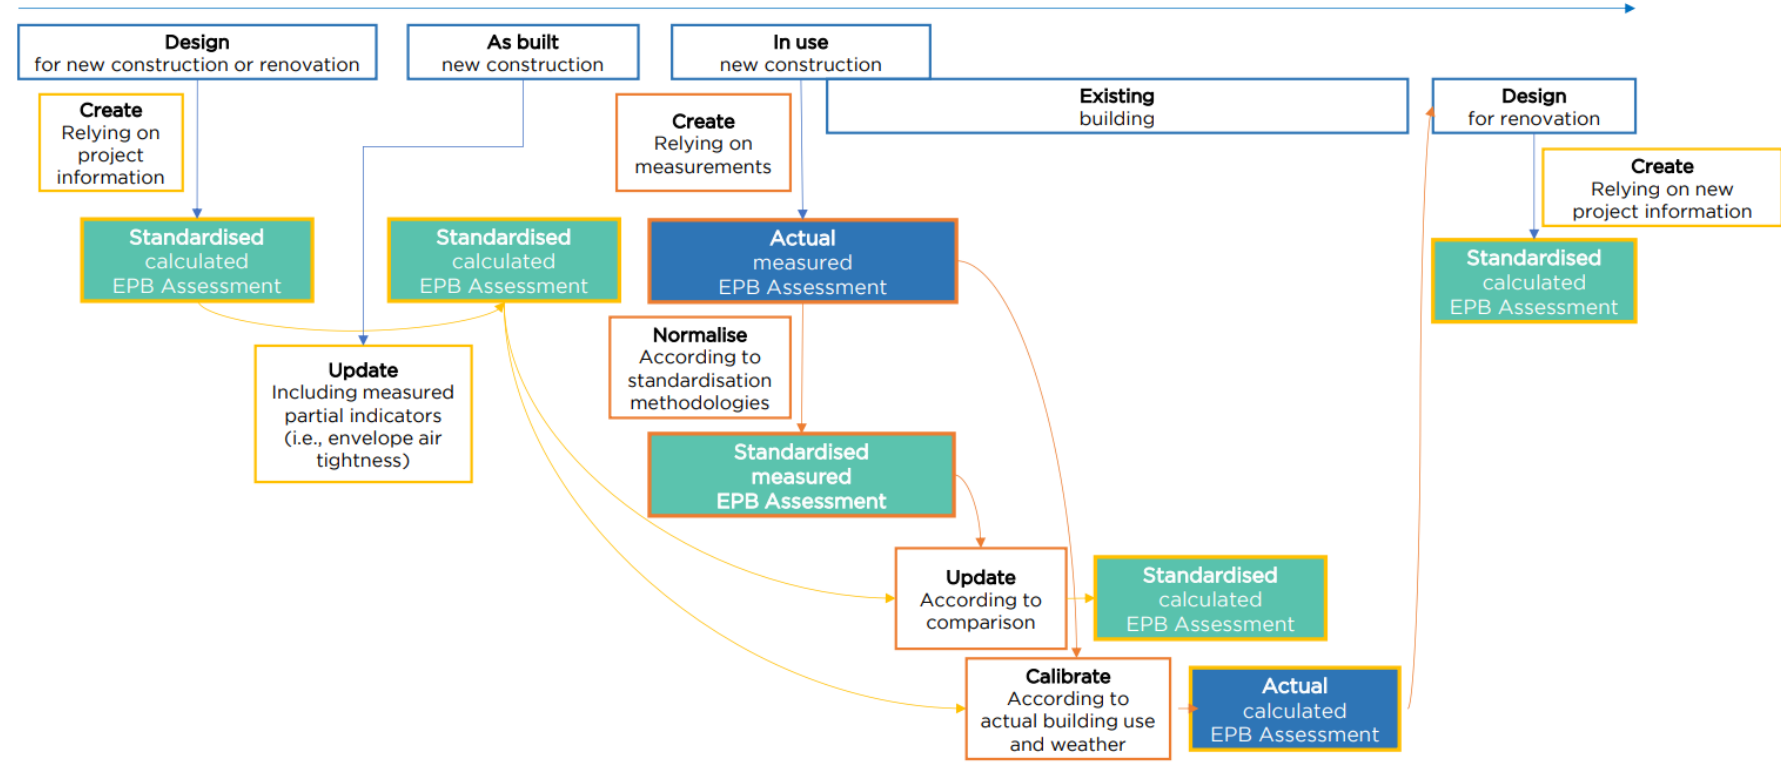 Design
for new construction or renovation
As built
new construction
In use
new construction
Existing
building
Design
for renovation
Create
Relying on
project
information
Create
Relying on
measurements
Create
Relying on new
project information
Standardised
calculated
EPB Assessment
Standardised
calculated
EPB Assessment
Actual
measured
EPB Assessment
Standardised
calculated
EPB Assessment
Update
Including measured
partial indicators
(i.e., envelope air
tightness)
Normalise
According to
standardisation
methodologies
Standardised
measured
EPB Assessment
Update
According to
comparison
Standardised
calculated
EPB Assessment
Calibrate
According to
actual building use
and weather
Actual
calculated
EPB Assessment